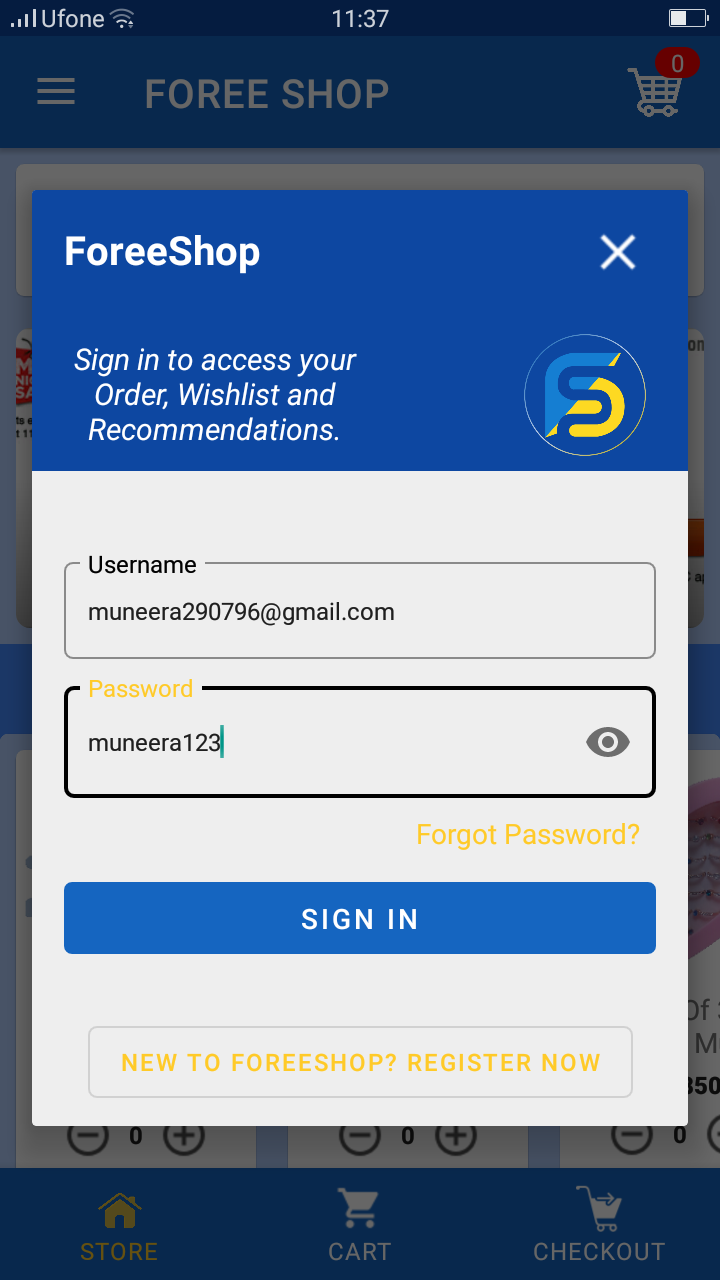 Ufone 11:37
FOREE SHOP 0
ForeeShop
Sign in to access your
Order, Wishlist and
Recommendations.
Username
muneera290796@gmail.com
Password
muneera123
Forgot Password?
SIGN IN
NEW TO FOREESHOP? REGISTER NOW
0 0 0
STORE CART CHECKOUT